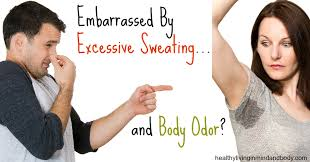 Embarrassed By
Excessive Sweating...
and Body Odor?
healthylivinginmindandbody.com